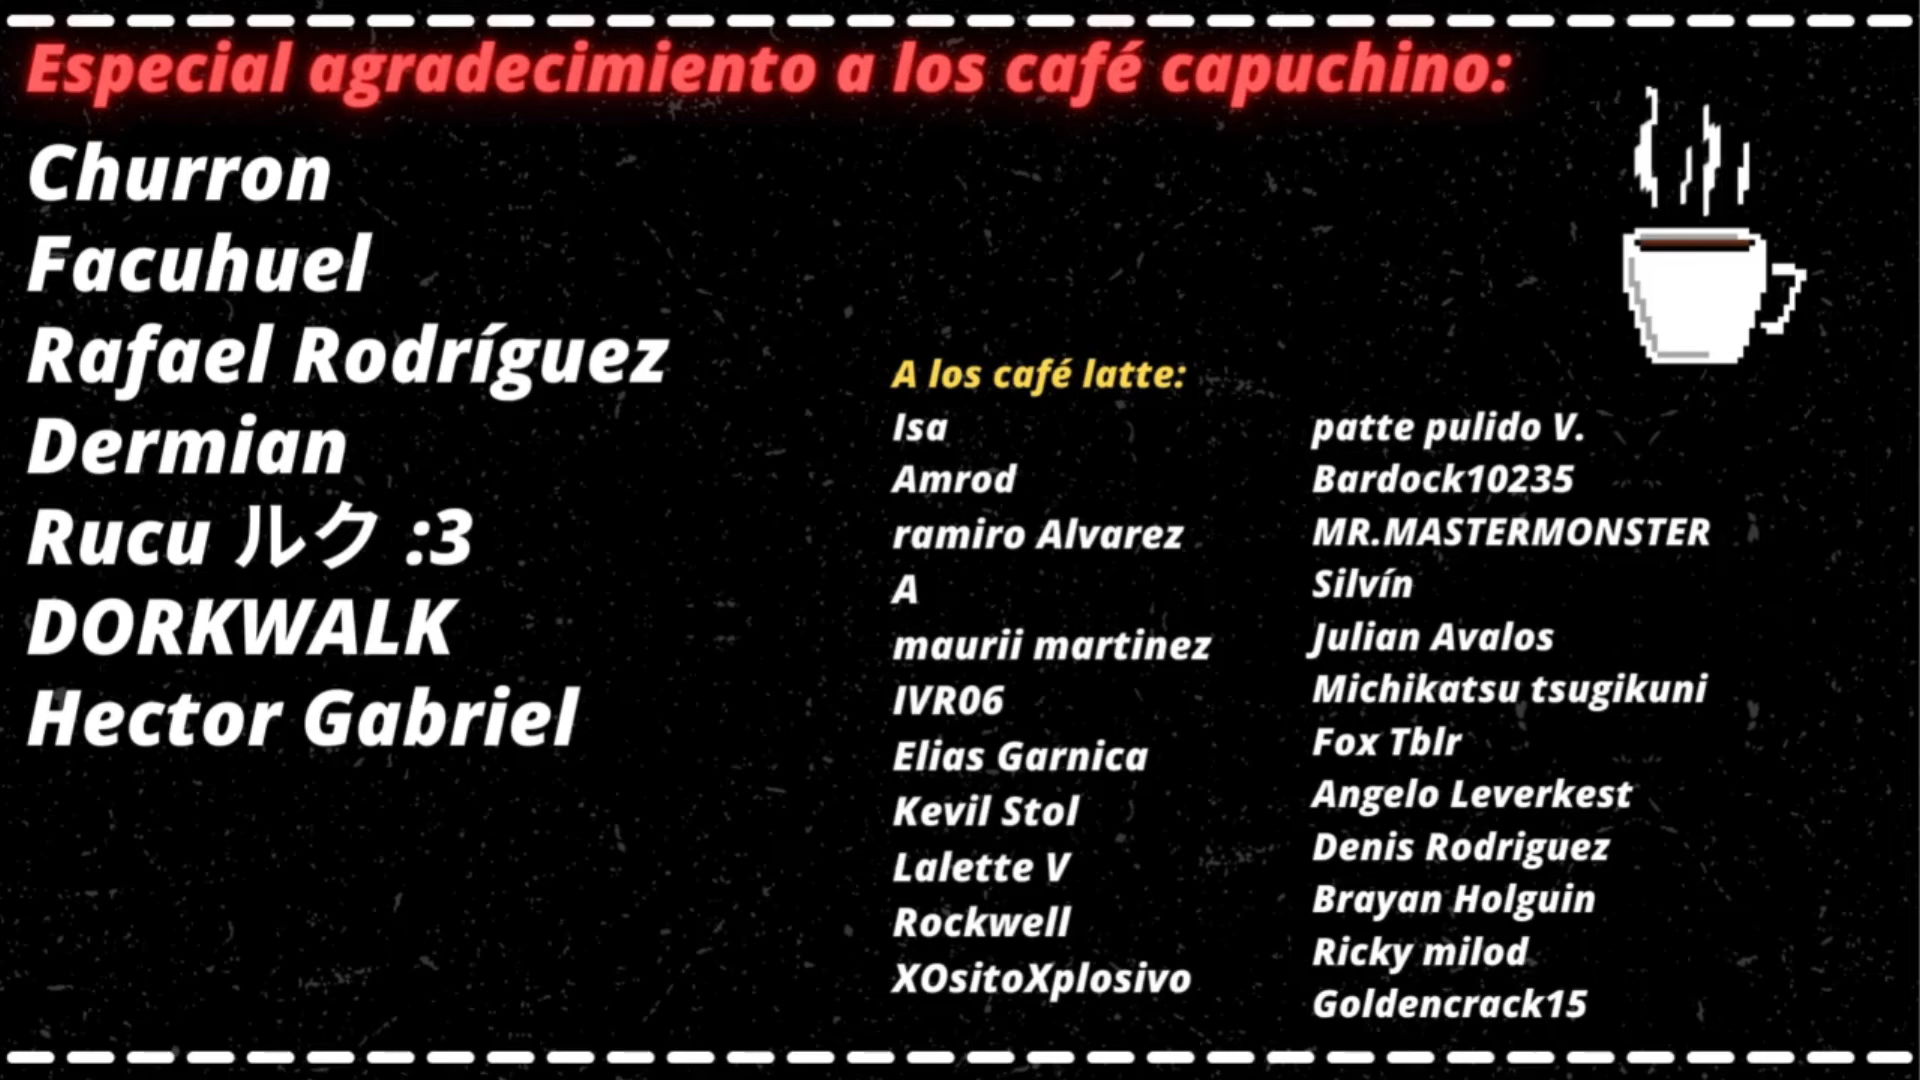 Especial agradecimiento a los café capuchino:
Churron
Facuhuel
Rafael Rodríguez
Dermian
Rucu ルク :3
DORKWALK
Hector Gabriel
A los café latte:
Isa
Amrod
ramiro Alvarez
A
maurii martinez
IVR06
Elias Garnica
Kevil Stol
Lalette V
Rockwell
XOsitoXplosivo
patte pulido V.
Bardock10235
MR.MASTERMONSTER
Silvín
Julian Avalos
Michikatsu tsugikuni
Fox Tblr
Angelo Leverkest
Denis Rodriguez
Brayan Holguin
Ricky milod
Goldencrack15